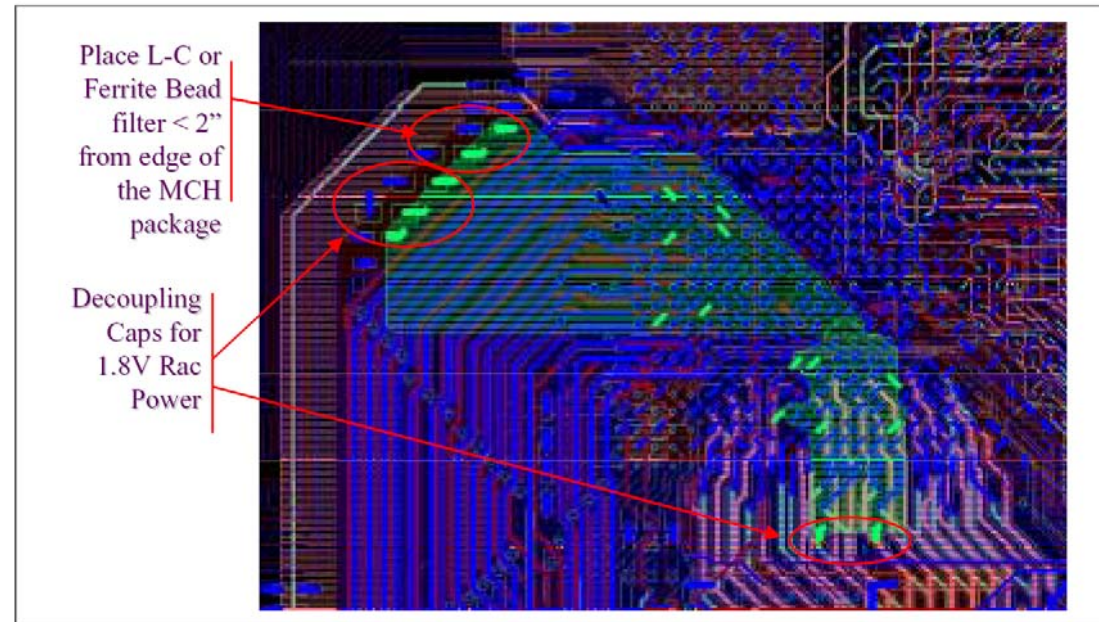 Place L-C or
Ferrite Bead
filter < 2”
from edge of
the MCH
package
Decoupling
Caps for
1.8V Rac
Power